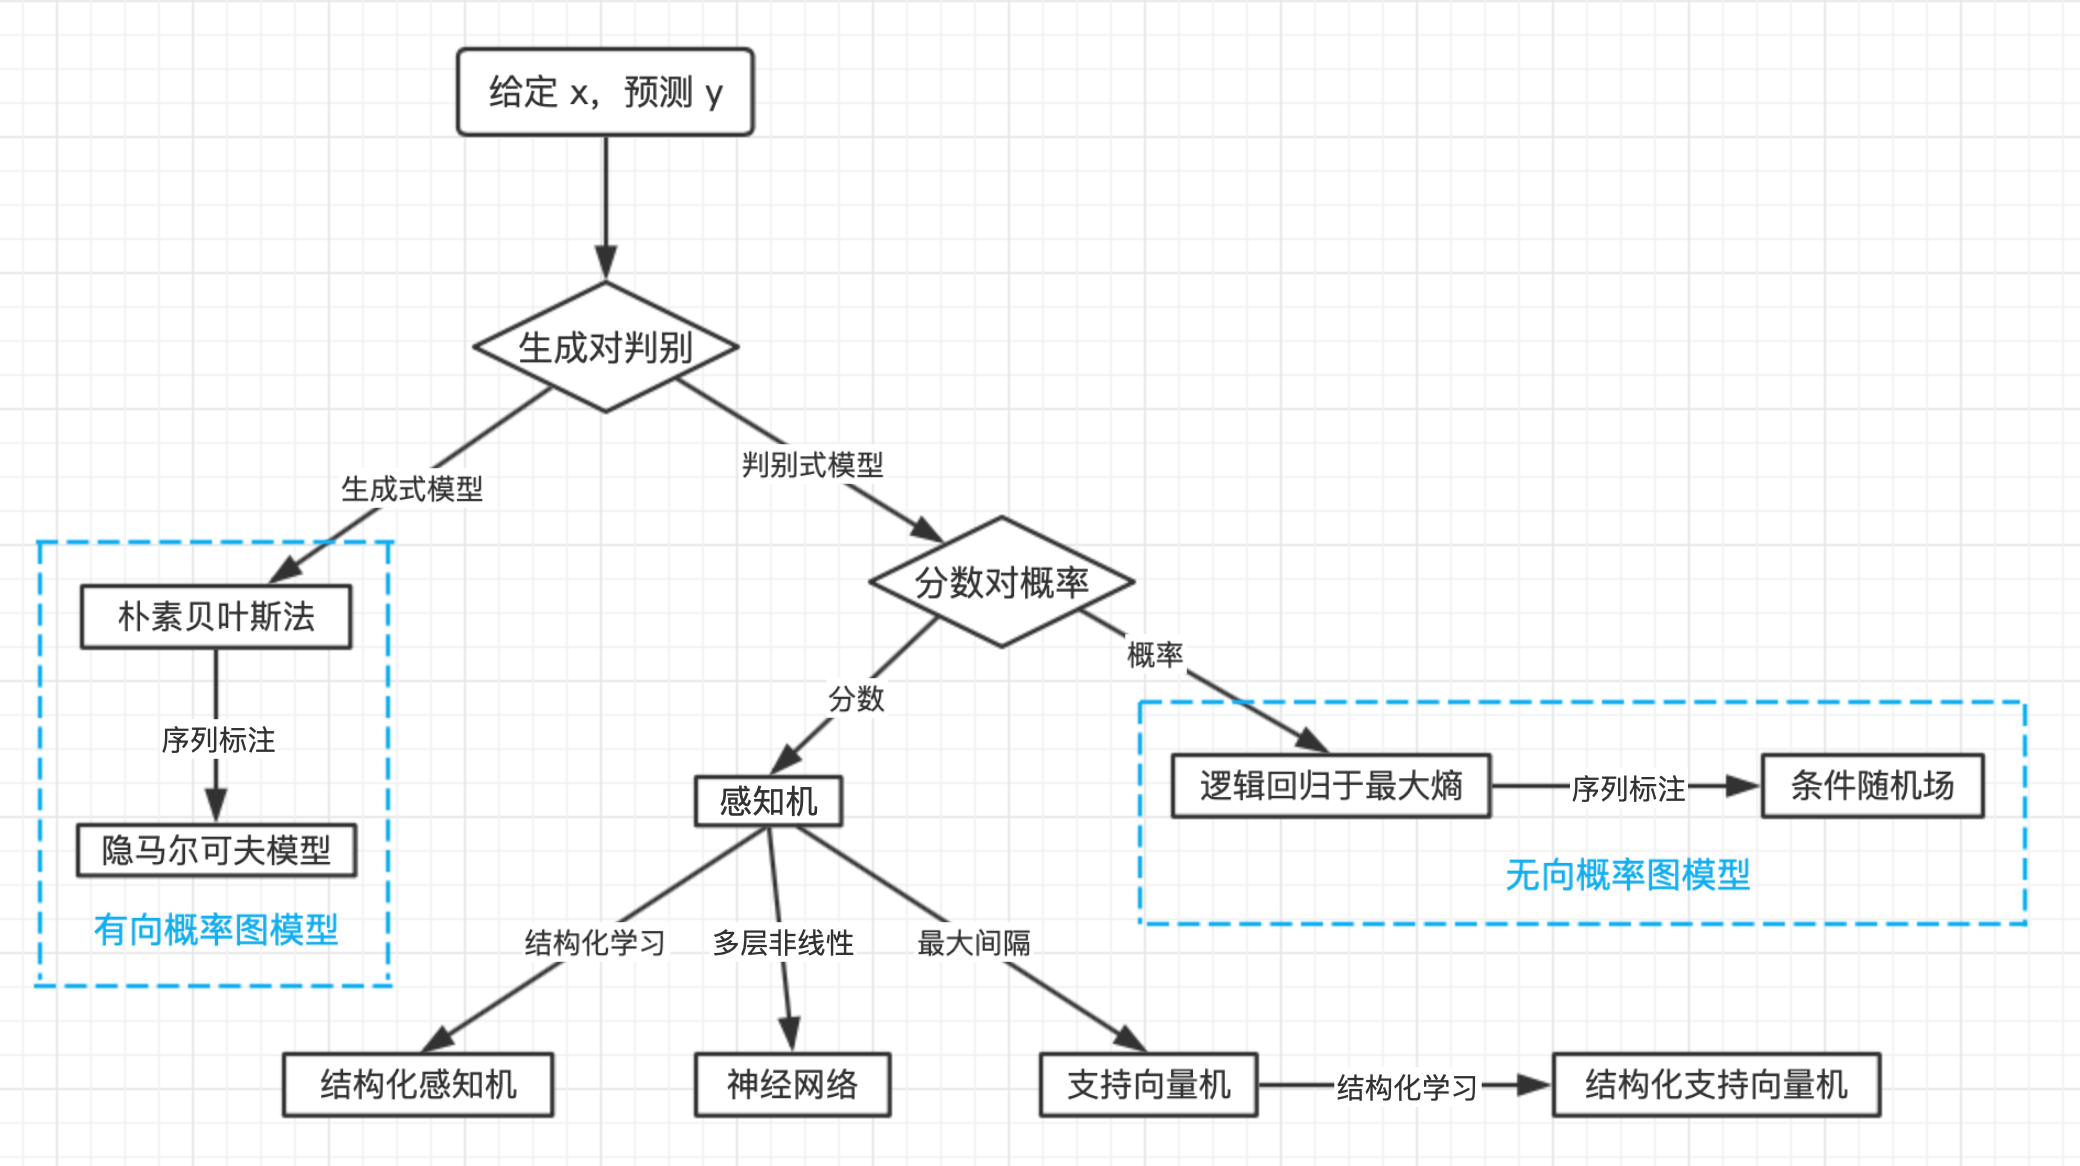 给定 x，预测 y
生成对判别
生成式模型
判别式模型
分数对概率
朴素贝叶斯法
概率
分数
序列标注
感知机
逻辑回归于最大熵
序列标注
条件随机场
隐马尔可夫模型
无向概率图模型
有向概率图模型
结构化学习
多层非线性
最大间隔
结构化感知机
神经网络
支持向量机
结构化学习
结构化支持向量机